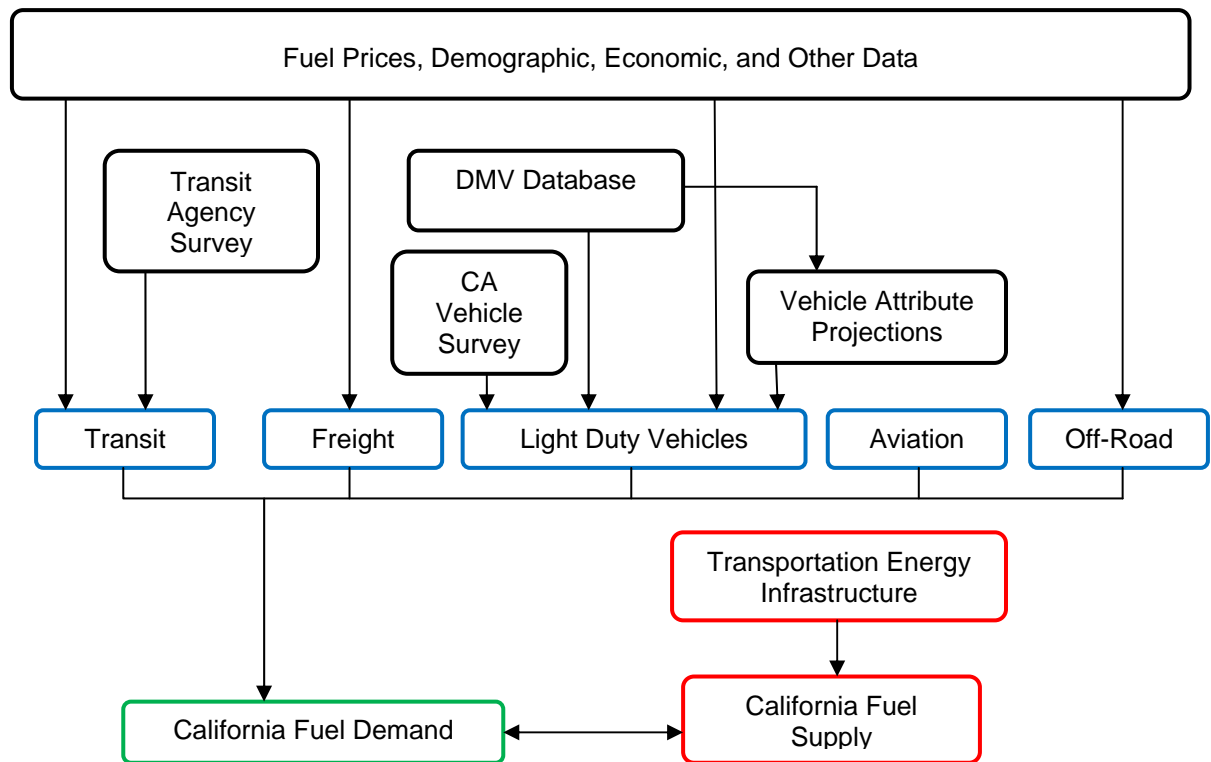 Fuel Prices, Demographic, Economic, and Other Data
Transit
Agency
Survey
DMV Database
CA
Vehicle
Survey
Vehicle Attribute
Projections
Transit
Freight
Light Duty Vehicles
Aviation
Off-Road
Transportation Energy
Infrastructure
California Fuel Demand
California Fuel
Supply